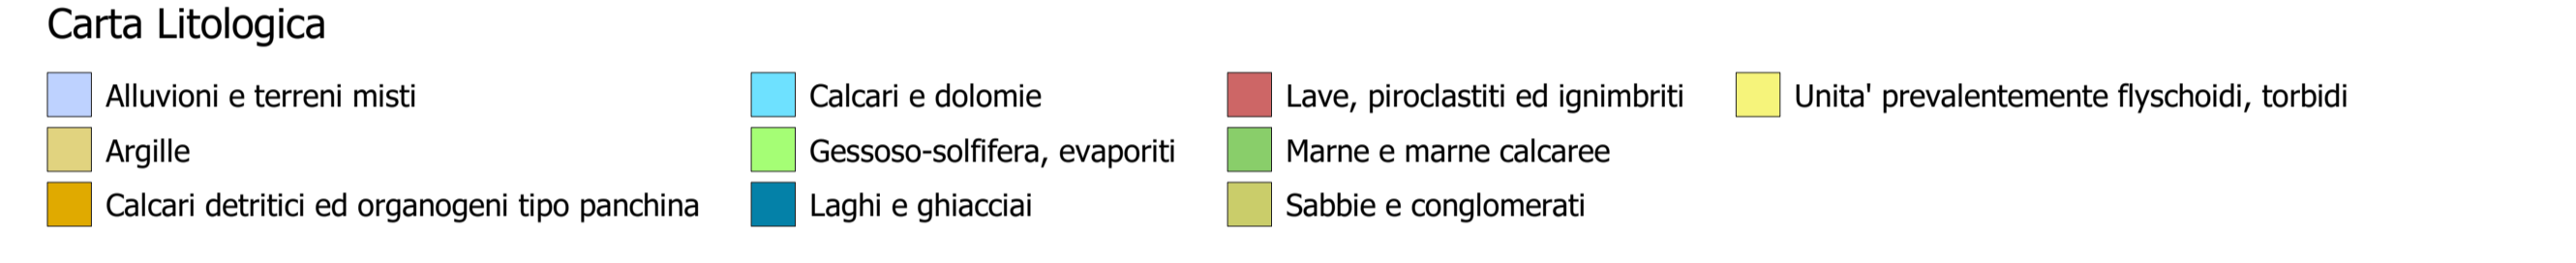 Carta Litologica
Alluvioni e terreni misti
Argille
Calcari detritici ed organogeni tipo panchina
Calcari e dolomie
Gessoso-solfifera, evaporiti
Laghi e ghiacciai
Lave, piroclastiti ed ignimbriti
Marne e marne calcaree
Sabbie e conglomerati
Unita' prevalentemente flyschoidi, torbidi